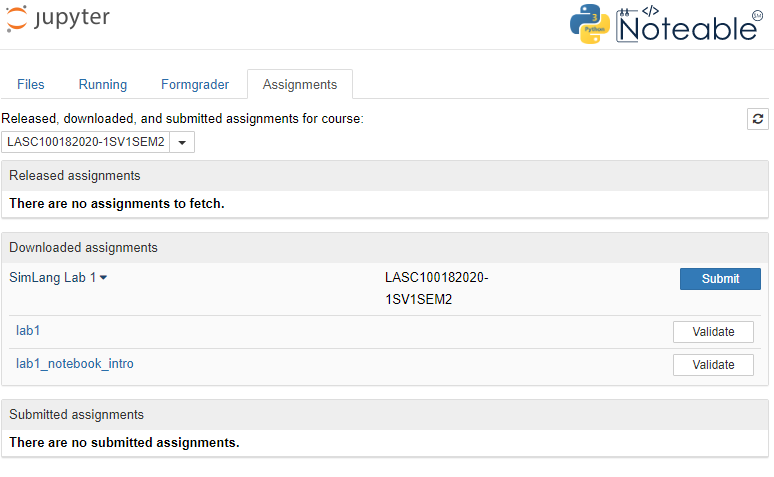 jupyter
3
Python
</>
Noteable
SM
Files
Running
Formgrader
Assignments
Released, downloaded, and submitted assignments for course:
LASC100182020-1SV1SEM2
Released assignments
There are no assignments to fetch.
Downloaded assignments
SimLang Lab 1
LASC100182020-
1SV1SEM2
Submit
lab1
Validate
lab1_notebook_intro
Validate
Submitted assignments
There are no submitted assignments.